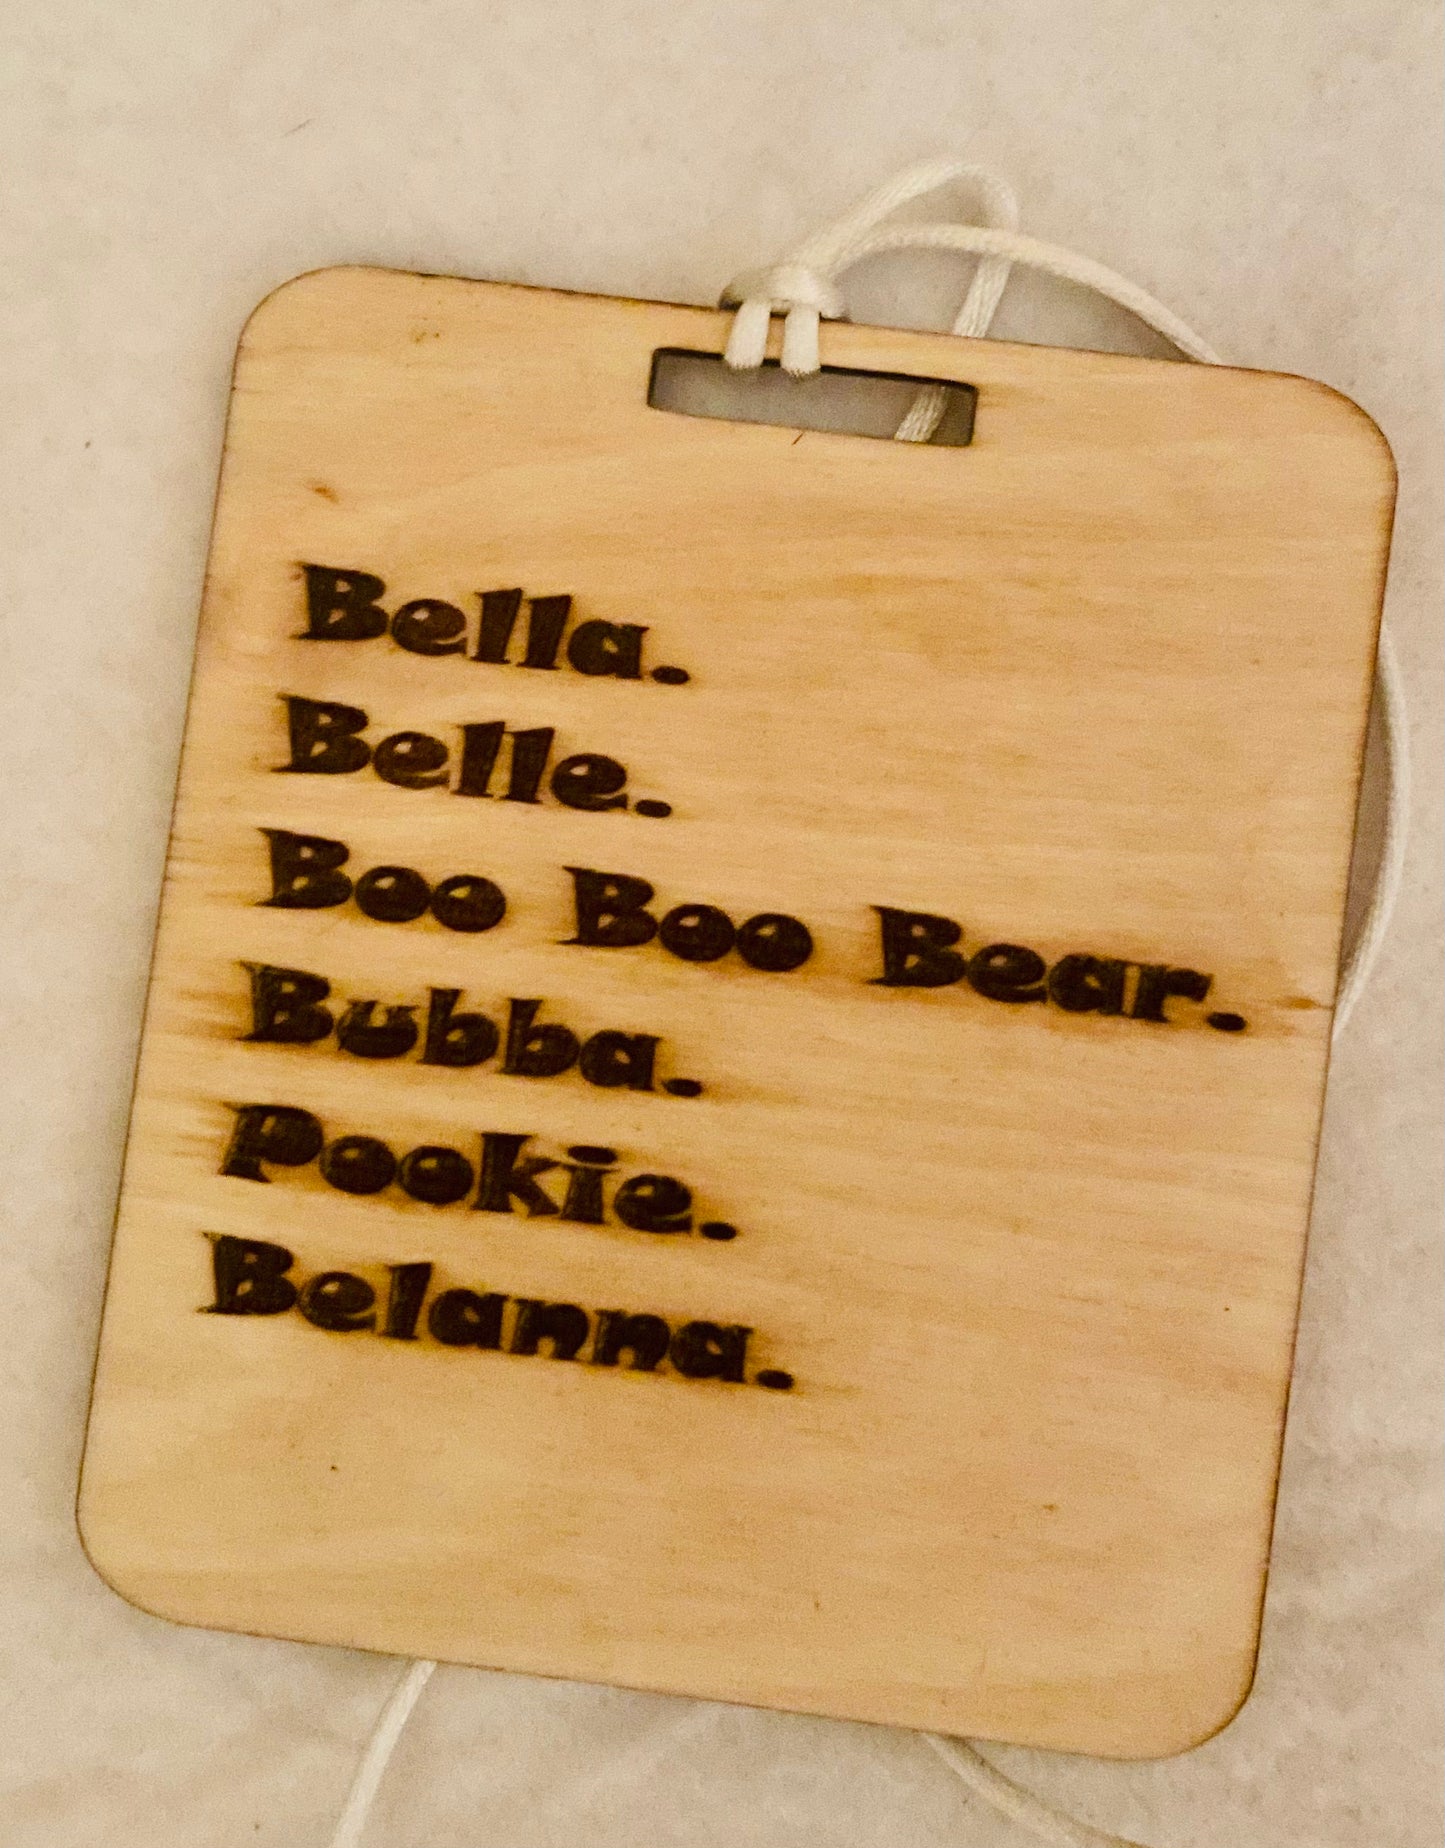 Bella.
Belle.
Boo Boo Bear.
Bubba.
Pookie.
Belanna.